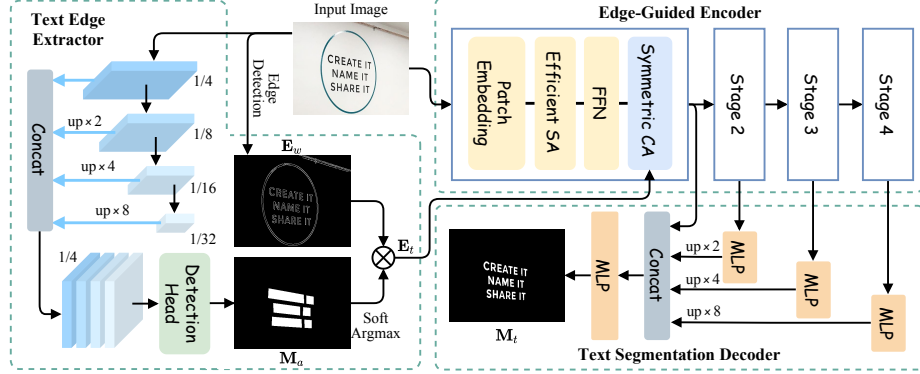 Text Edge
Extractor
Input Image
Edge-Guided Encoder
CREATE IT
NAME IT
SHARE IT
1/4
1/8
1/16
1/32
up×2
up×4
up×8
Concat
Edge
Detection
E_w
CREATE IT
NAME IT
SHARE IT
E_t
1/4
Detection
Head
Soft
Argmax
M_a
Patch
Embedding
Efficient SA
FFN
Symmetric CA
Stage 2
Stage 3
Stage 4
CREATE IT
NAME IT
SHARE IT
M_t
MLP
Concat
up×2
up×4
up×8
MLP
MLP
MLP
Text Segmentation Decoder